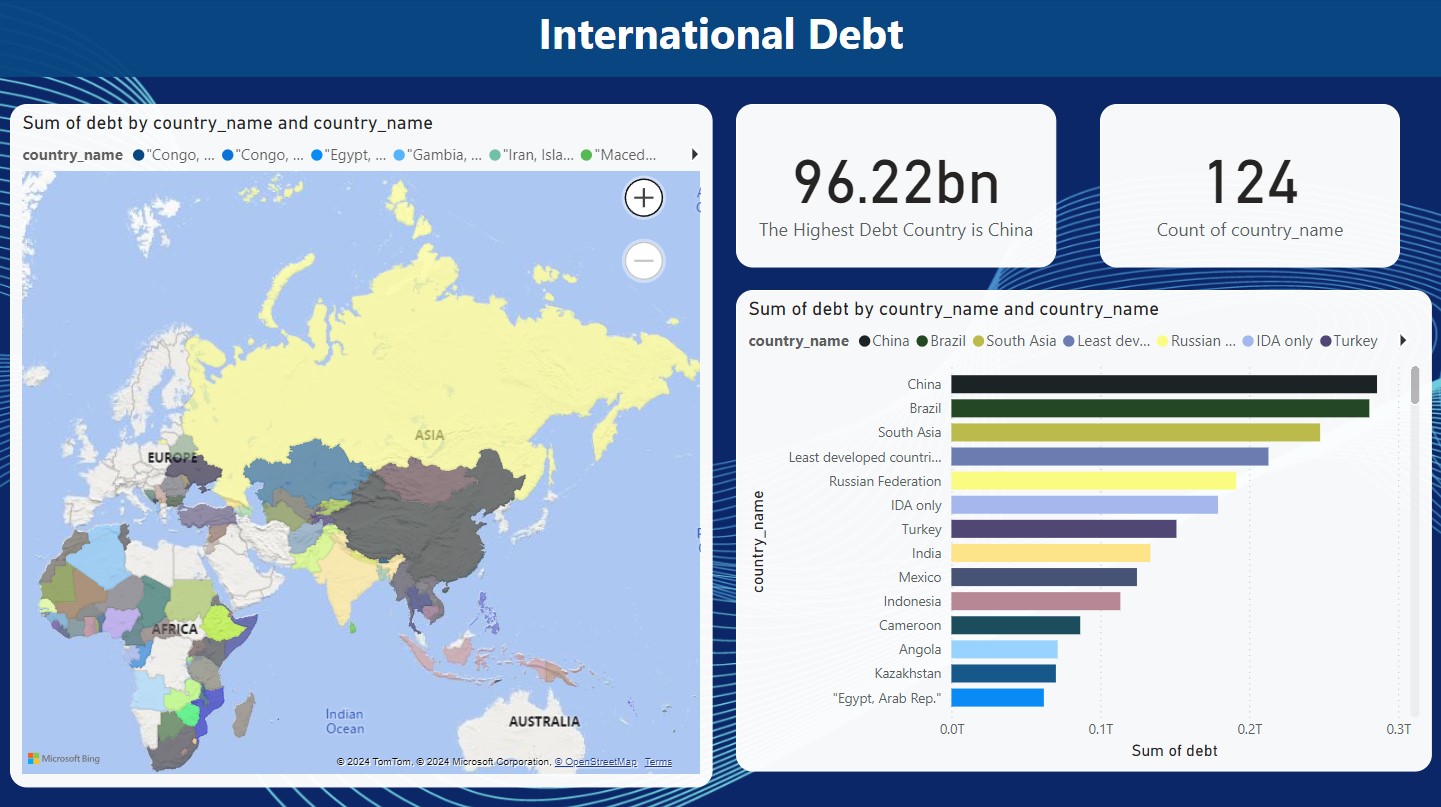 International Debt
Sum of debt by country_name and country_name
country_name "Congo, ... "Congo, ... "Egypt, ... "Gambia, ... "Iran, Isla... "Maced...
ASIA
EUROPE
AFRICA
Indian
Ocean
AUSTRALIA
Microsoft Bing
© 2024 TomTom, © 2024 Microsoft Corporation, © OpenStreetMap Terms
96.22bn
The Highest Debt Country is China
124
Count of country_name
Sum of debt by country_name and country_name
country_name China Brazil South Asia Least dev... Russian ... IDA only Turkey
country_name
China
Brazil
South Asia
Least developed countri...
Russian Federation
IDA only
Turkey
India
Mexico
Indonesia
Cameroon
Angola
Kazakhstan
"Egypt, Arab Rep."
0.0T 0.1T 0.2T 0.3T
Sum of debt